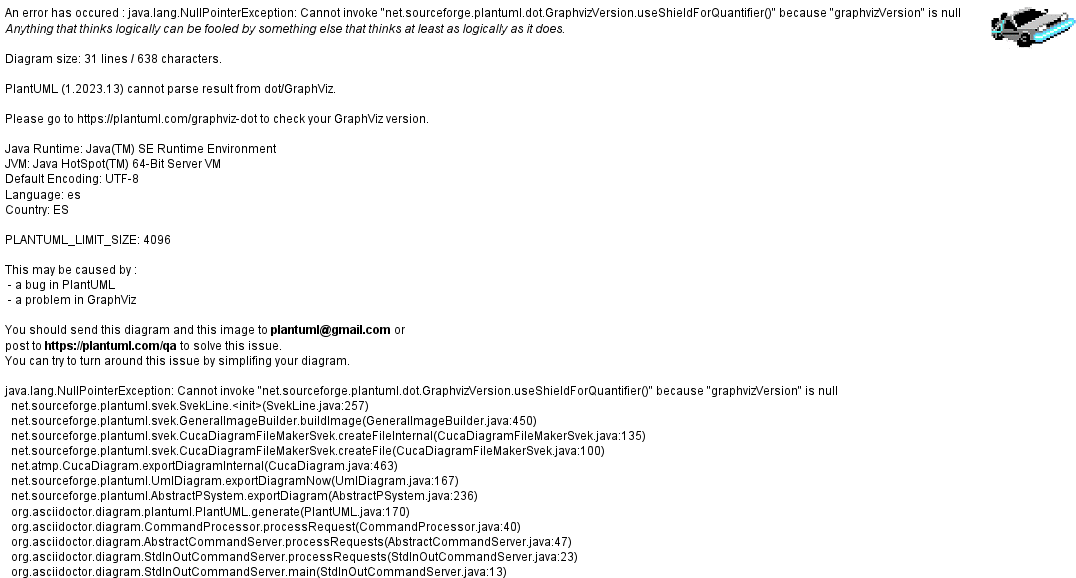 An error has occured : java.lang.NullPointerException: Cannot invoke "net.sourceforge.plantuml.dot.GraphvizVersion.useShieldForQuantifier()" because "graphvizVersion" is null
Anything that thinks logically can be fooled by something else that thinks at least as logically as it does.
Diagram size: 31 lines / 638 characters.
PlantUML (1.2023.13) cannot parse result from dot/GraphViz.
Please go to https://plantuml.com/graphviz-dot to check your GraphViz version.
Java Runtime: Java(TM) SE Runtime Environment
JVM: Java HotSpot(TM) 64-Bit Server VM
Default Encoding: UTF-8
Language: es
Country: ES
PLANTUML_LIMIT_SIZE: 4096
This may be caused by :
- a bug in PlantUML
- a problem in GraphViz
You should send this diagram and this image to plantuml@gmail.com or
post to https://plantuml.com/qa to solve this issue.
You can try to turn around this issue by simplifing your diagram.
java.lang.NullPointerException: Cannot invoke "net.sourceforge.plantuml.dot.GraphvizVersion.useShieldForQuantifier()" because "graphvizVersion" is null
net.sourceforge.plantuml.svek.SvekLine.<init>(SvekLine.java:257)
net.sourceforge.plantuml.svek.GeneralImageBuilder.buildImage(GeneralImageBuilder.java:450)
net.sourceforge.plantuml.svek.CucaDiagramFileMakerSvek.createFileInternal(CucaDiagramFileMakerSvek.java:135)
net.sourceforge.plantuml.svek.CucaDiagramFileMakerSvek.createFile(CucaDiagramFileMakerSvek.java:100)
net.atmp.CucaDiagram.exportDiagramInternal(CucaDiagram.java:463)
net.sourceforge.plantuml.UmlDiagram.exportDiagramNow(UmlDiagram.java:167)
net.sourceforge.plantuml.AbstractPSystem.exportDiagram(AbstractPSystem.java:236)
org.asciidoctor.diagram.plantuml.PlantUML.generate(PlantUML.java:170)
org.asciidoctor.diagram.CommandProcessor.processRequest(CommandProcessor.java:40)
org.asciidoctor.diagram.AbstractCommandServer.processRequests(AbstractCommandServer.java:47)
org.asciidoctor.diagram.StdInOutCommandServer.processRequests(StdInOutCommandServer.java:23)
org.asciidoctor.diagram.StdInOutCommandServer.main(StdInOutCommandServer.java:13)